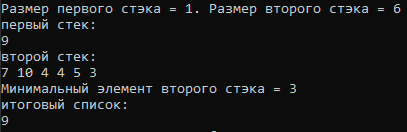 Размер первого стэка = 1. Размер второго стэка = 6
первый стек:
9
второй стек:
7 10 4 4 5 3
Минимальный элемент второго стэка = 3
итоговый список:
9